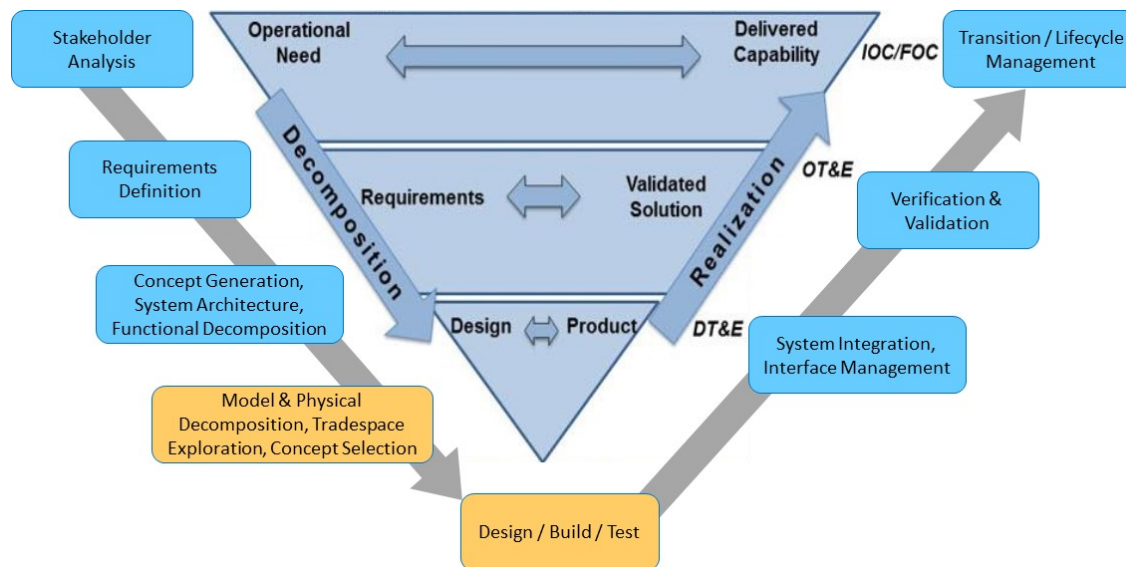 Stakeholder
Analysis
Operational
Need
Delivered
Capability
IOC/FOC
Transition / Lifecycle
Management
Decomposition
Realization
Requirements
Definition
Requirements
Validated
Solution
OT&E
Verification &
Validation
Concept Generation,
System Architecture,
Functional Decomposition
Design
Product
DT&E
System Integration,
Interface Management
Model & Physical
Decomposition, Tradespace
Exploration, Concept Selection
Design / Build / Test